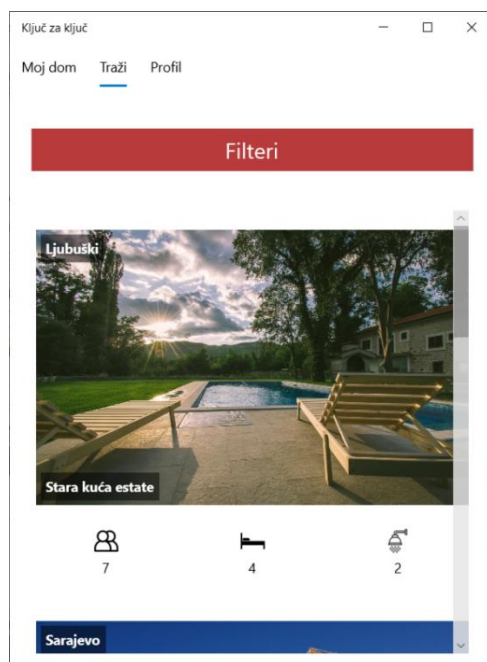 Ključ za ključ
Moj dom Traži Profil
Filteri
Ljubuški
Stara kuća estate
7 4 2
Sarajevo